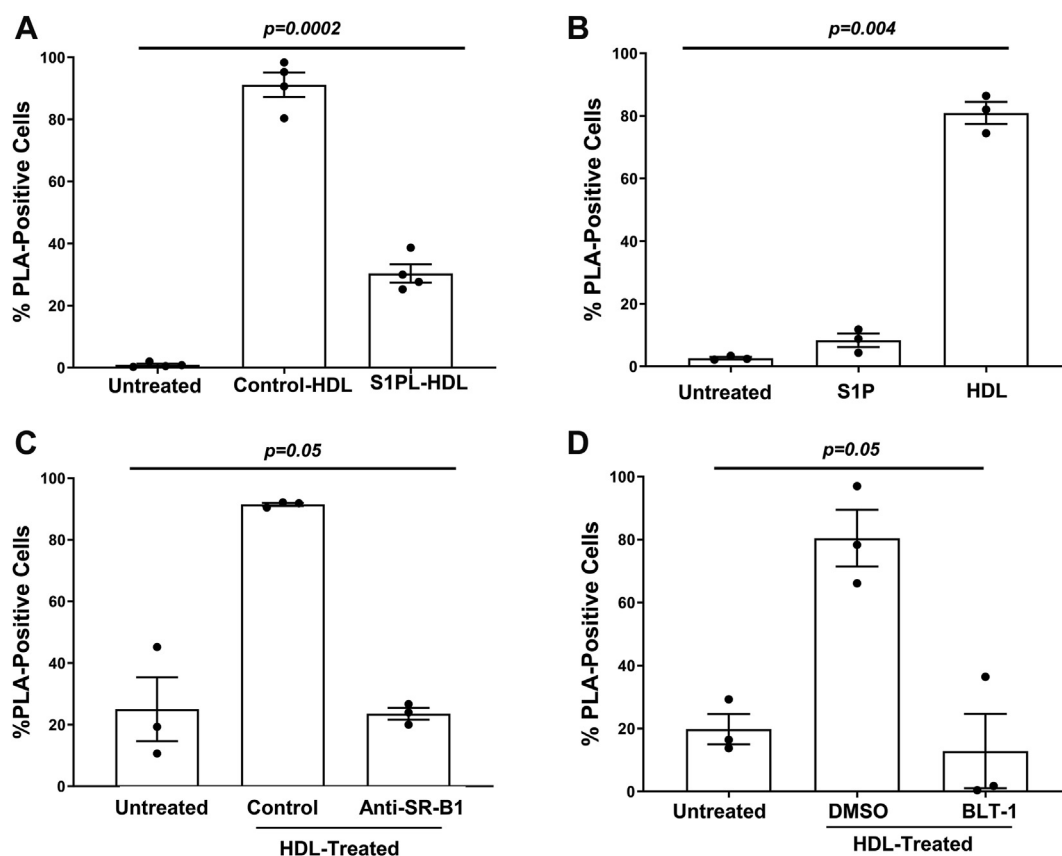 A
p=0.0002
% PLA-Positive Cells
100
80
60
40
20
0
Untreated Control-HDL S1PL-HDL
B
p=0.004
% PLA-Positive Cells
100
80
60
40
20
0
Untreated S1P HDL
C
p=0.05
%PLA-Positive Cells
100
80
60
40
20
0
Untreated Control Anti-SR-B1
HDL-Treated
D
p=0.05
% PLA-Positive Cells
100
80
60
40
20
0
Untreated DMSO BLT-1
HDL-Treated